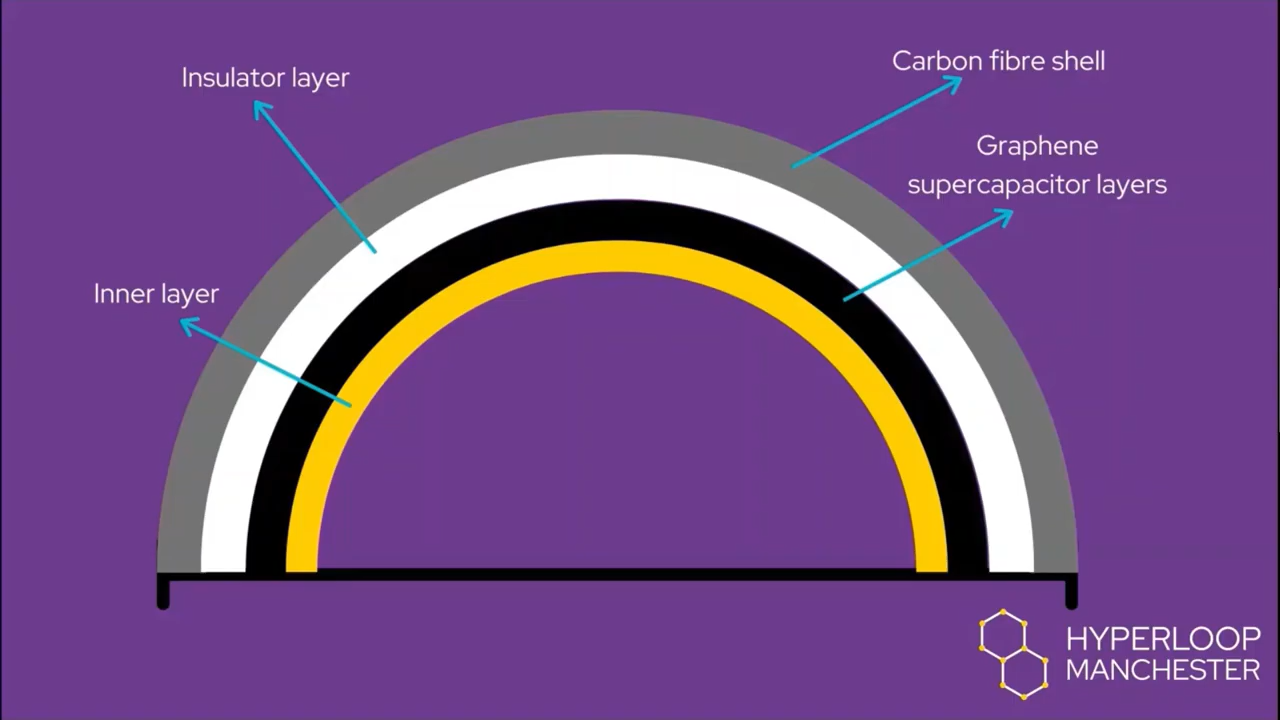 Insulator layer
Carbon fibre shell
Graphene
supercapacitor layers
Inner layer
HYPERLOOP
MANCHESTER